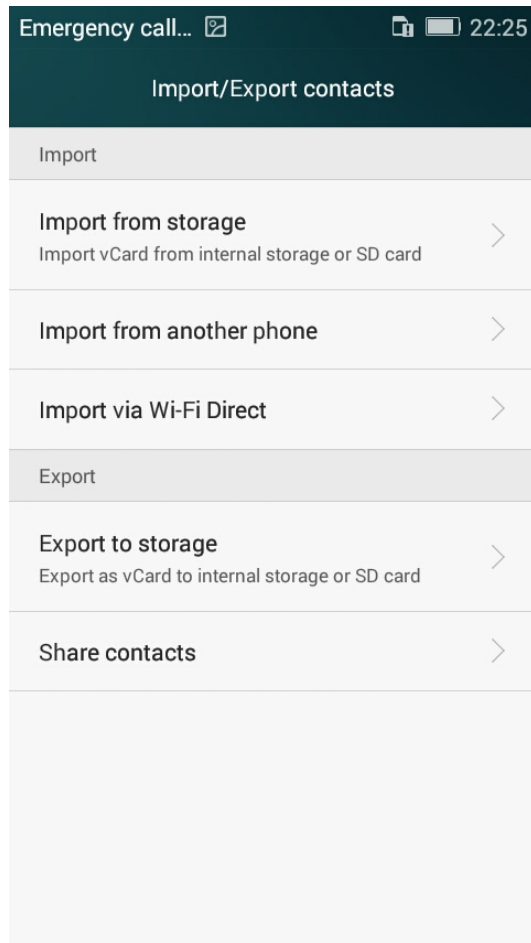 Emergency call... 22:25
Import/Export contacts
Import
Import from storage
Import vCard from internal storage or SD card
Import from another phone
Import via Wi-Fi Direct
Export
Export to storage
Export as vCard to internal storage or SD card
Share contacts